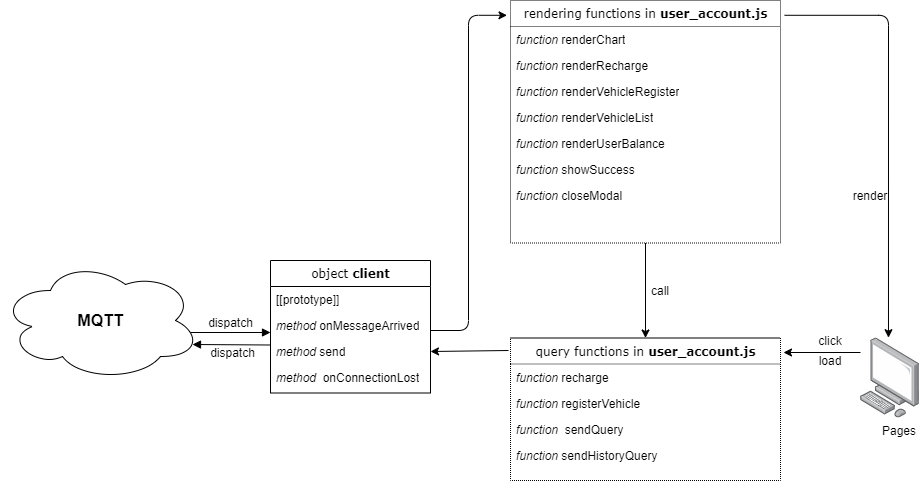 rendering functions in user_account.js
function renderChart
function renderRecharge
function renderVehicleRegister
function renderVehicleList
function renderUserBalance
function showSuccess
function closeModal
render
call
MQTT
dispatch
dispatch
object client
[[prototype]]
method onMessageArrived
method send
method onConnectionLost
query functions in user_account.js
function recharge
function registerVehicle
function sendQuery
function sendHistoryQuery
click
load
Pages